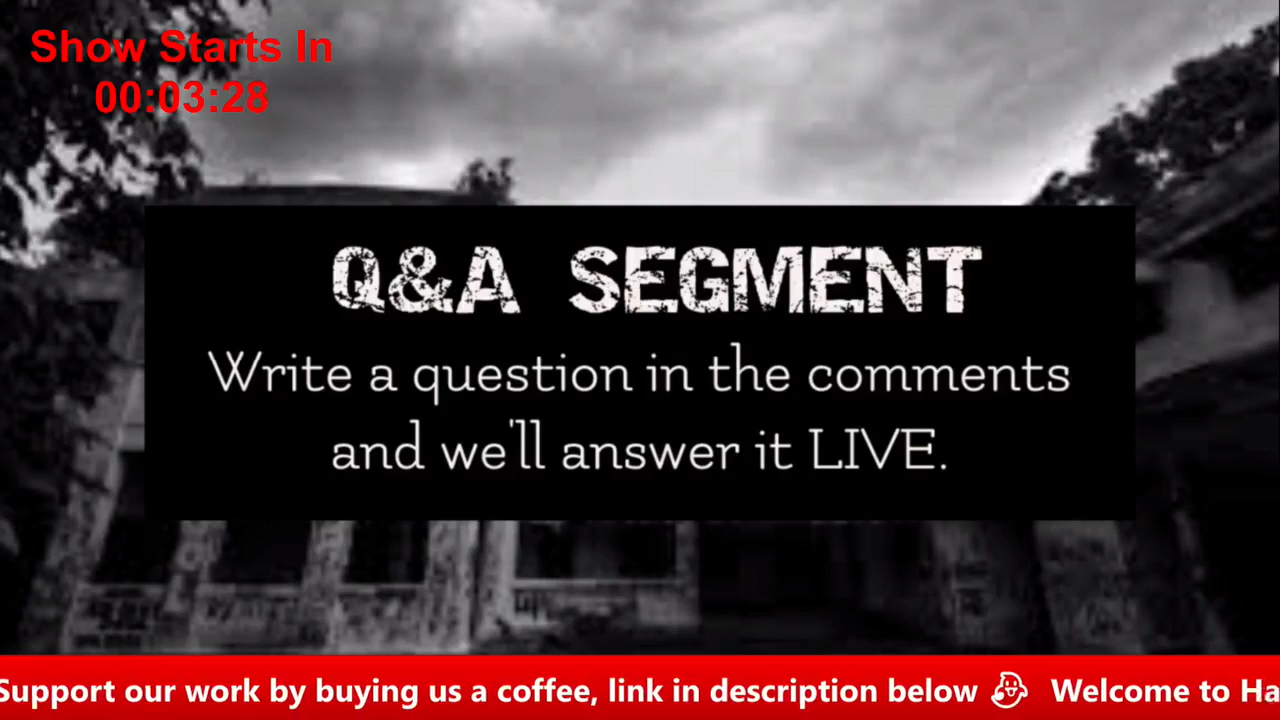 Show Starts In
00:03:28
Q&A SEGMENT
Write a question in the comments
and we'll answer it LIVE.
Support our work by buying us a coffee, link in description below Welcome to Ha